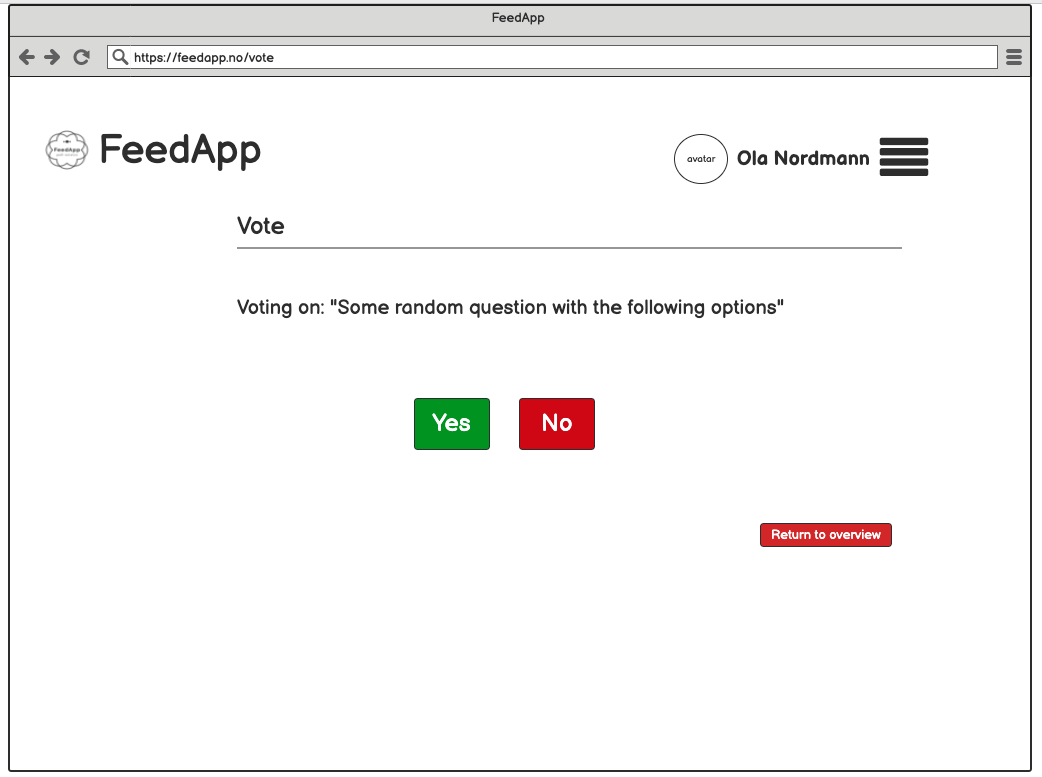 FeedApp
https://feedapp.no/vote
FeedApp
FeedApp
avatar
Ola Nordmann
Vote
Voting on: "Some random question with the following options"
Yes
No
Return to overview